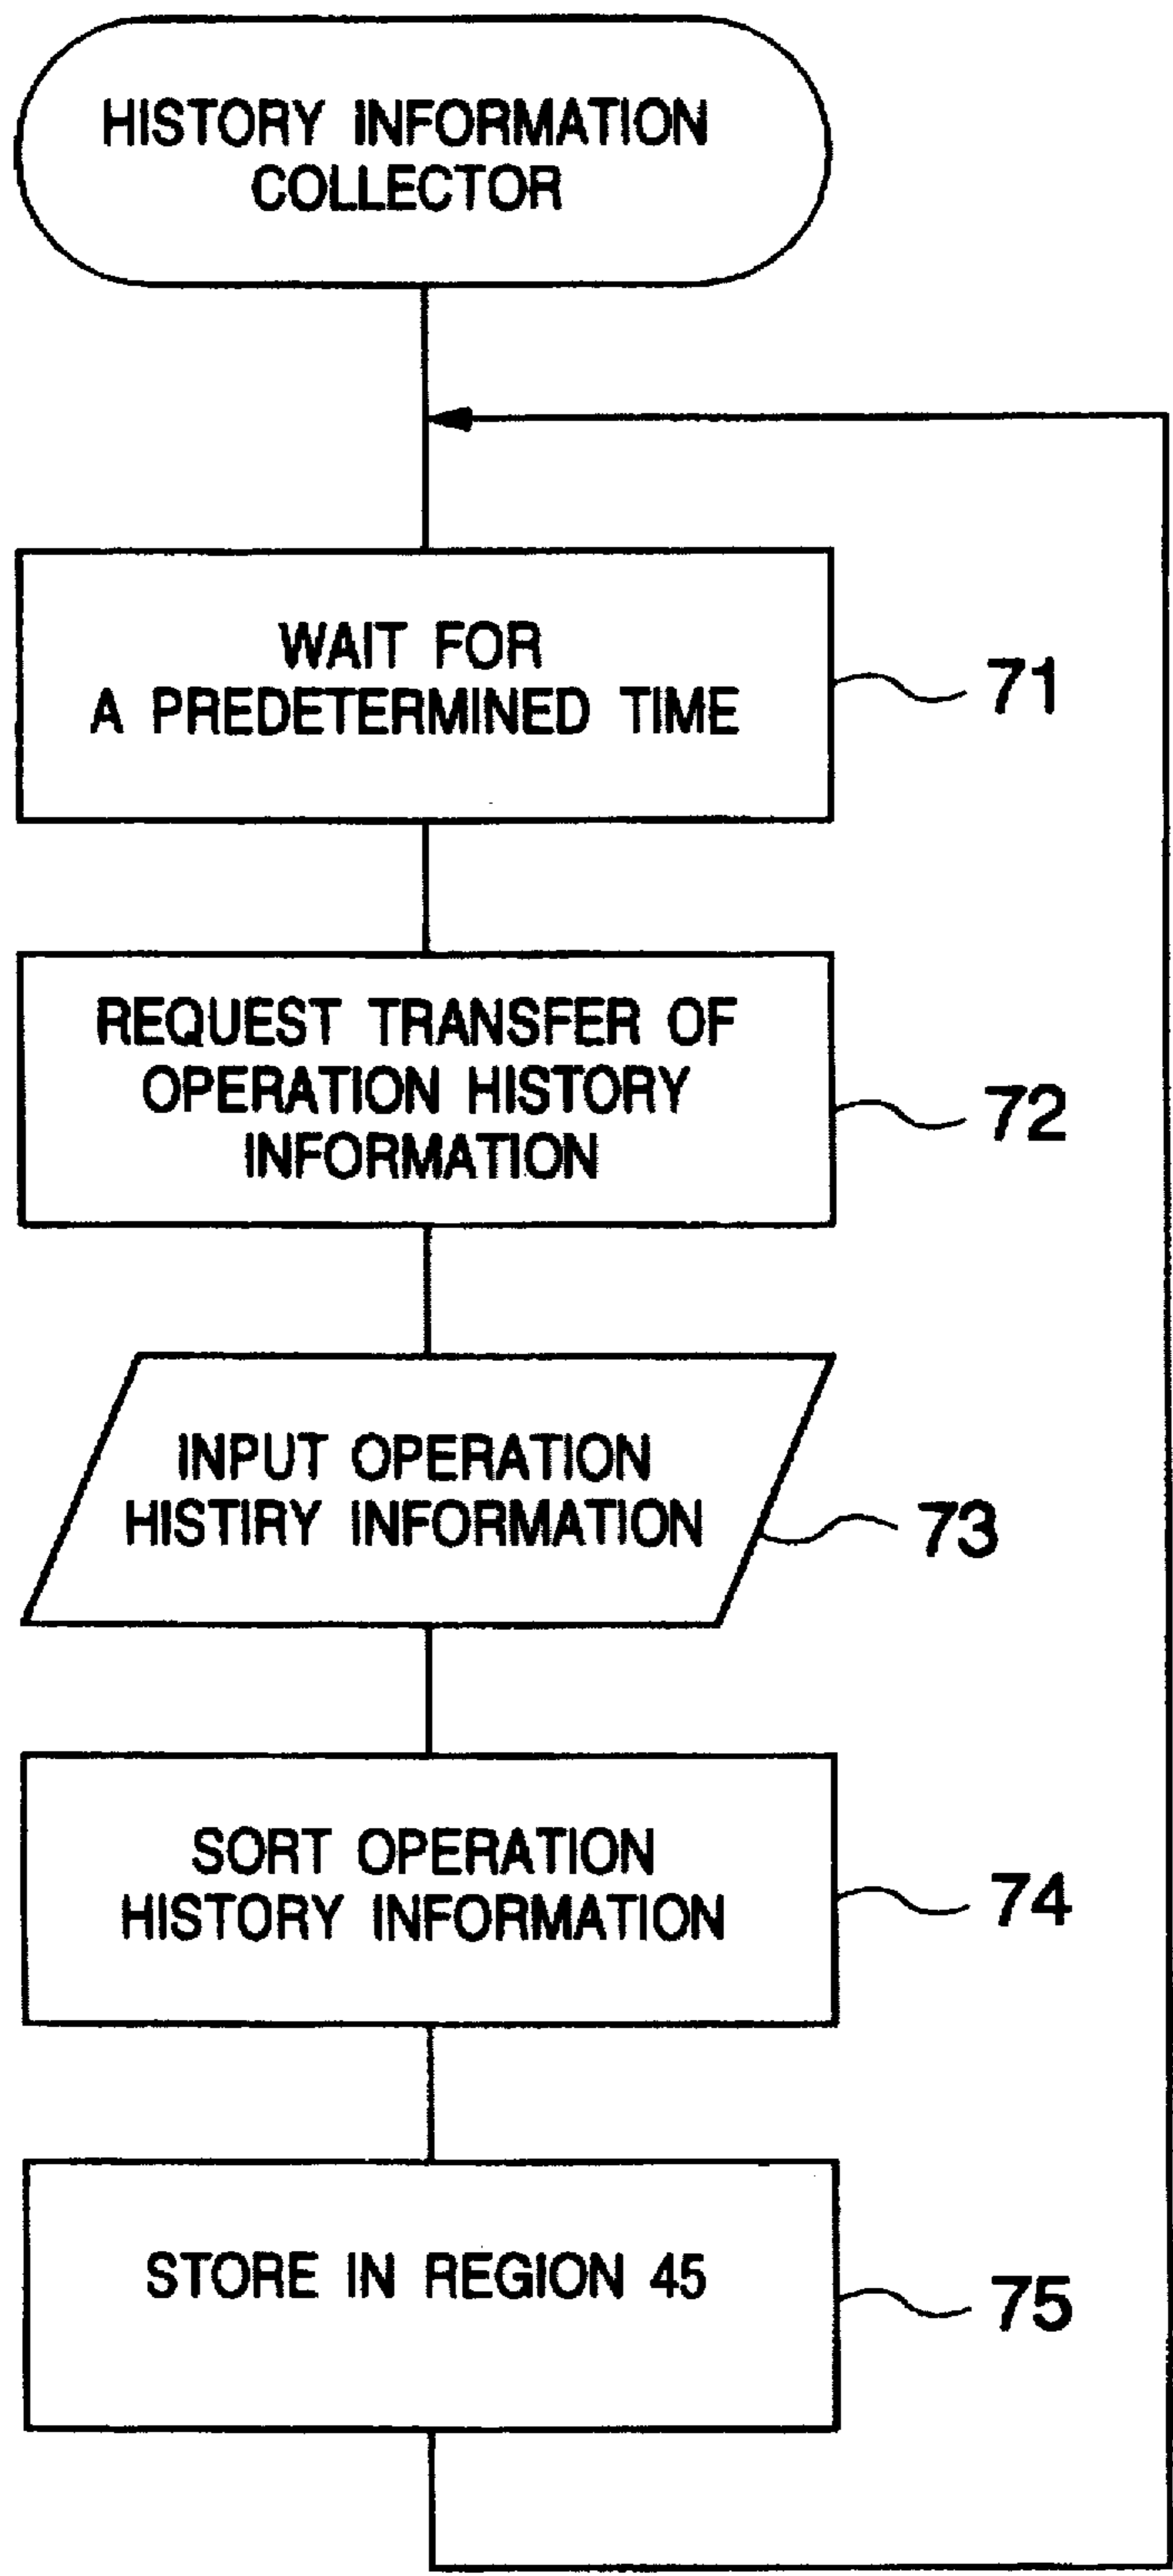 HISTORY INFORMATION
COLLECTOR
WAIT FOR
A PREDETERMINED TIME
71
REQUEST TRANSFER OF
OPERATION HISTORY
INFORMATION
72
INPUT OPERATION
HISTIRY INFORMATION
73
SORT OPERATION
HISTORY INFORMATION
74
STORE IN REGION 45
75